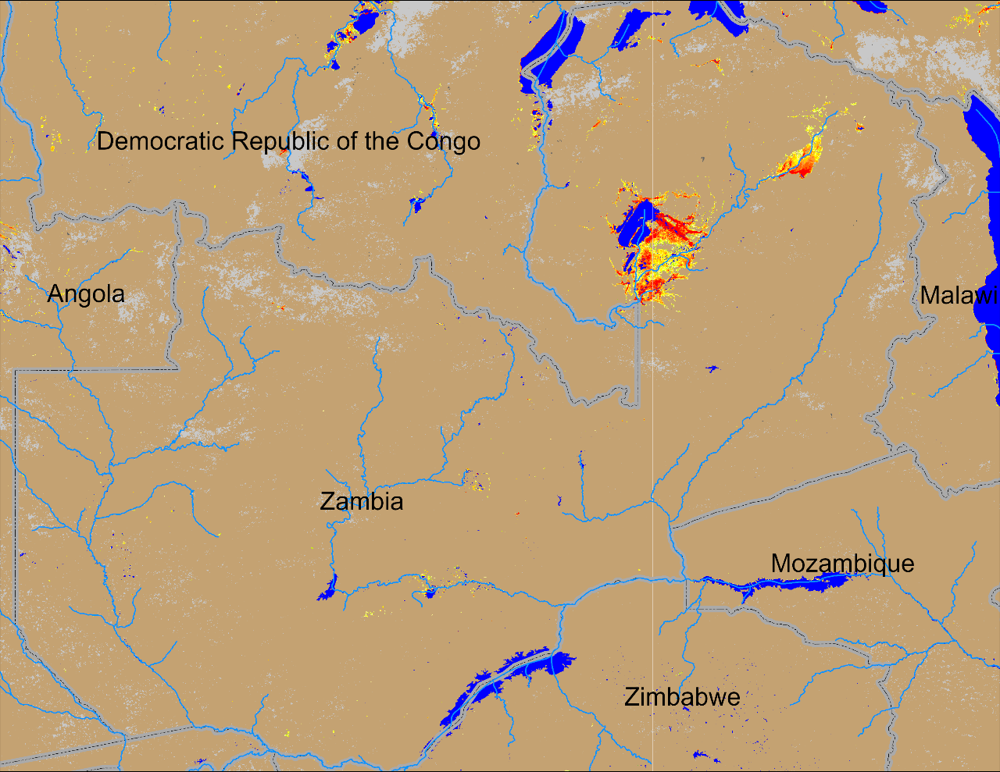 Democratic Republic of the Congo
Angola
Malawi
Zambia
Mozambique
Zimbabwe